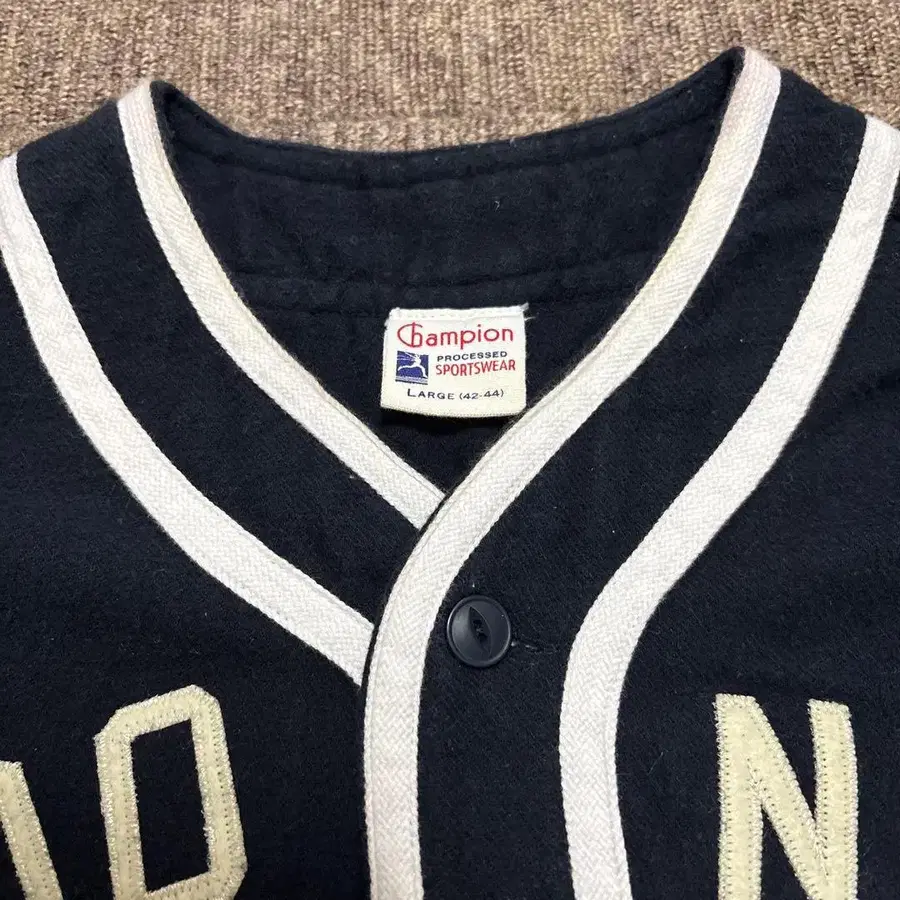 Champion
PROCESSED
SPORTSWEAR
LARGE (42-44)
N